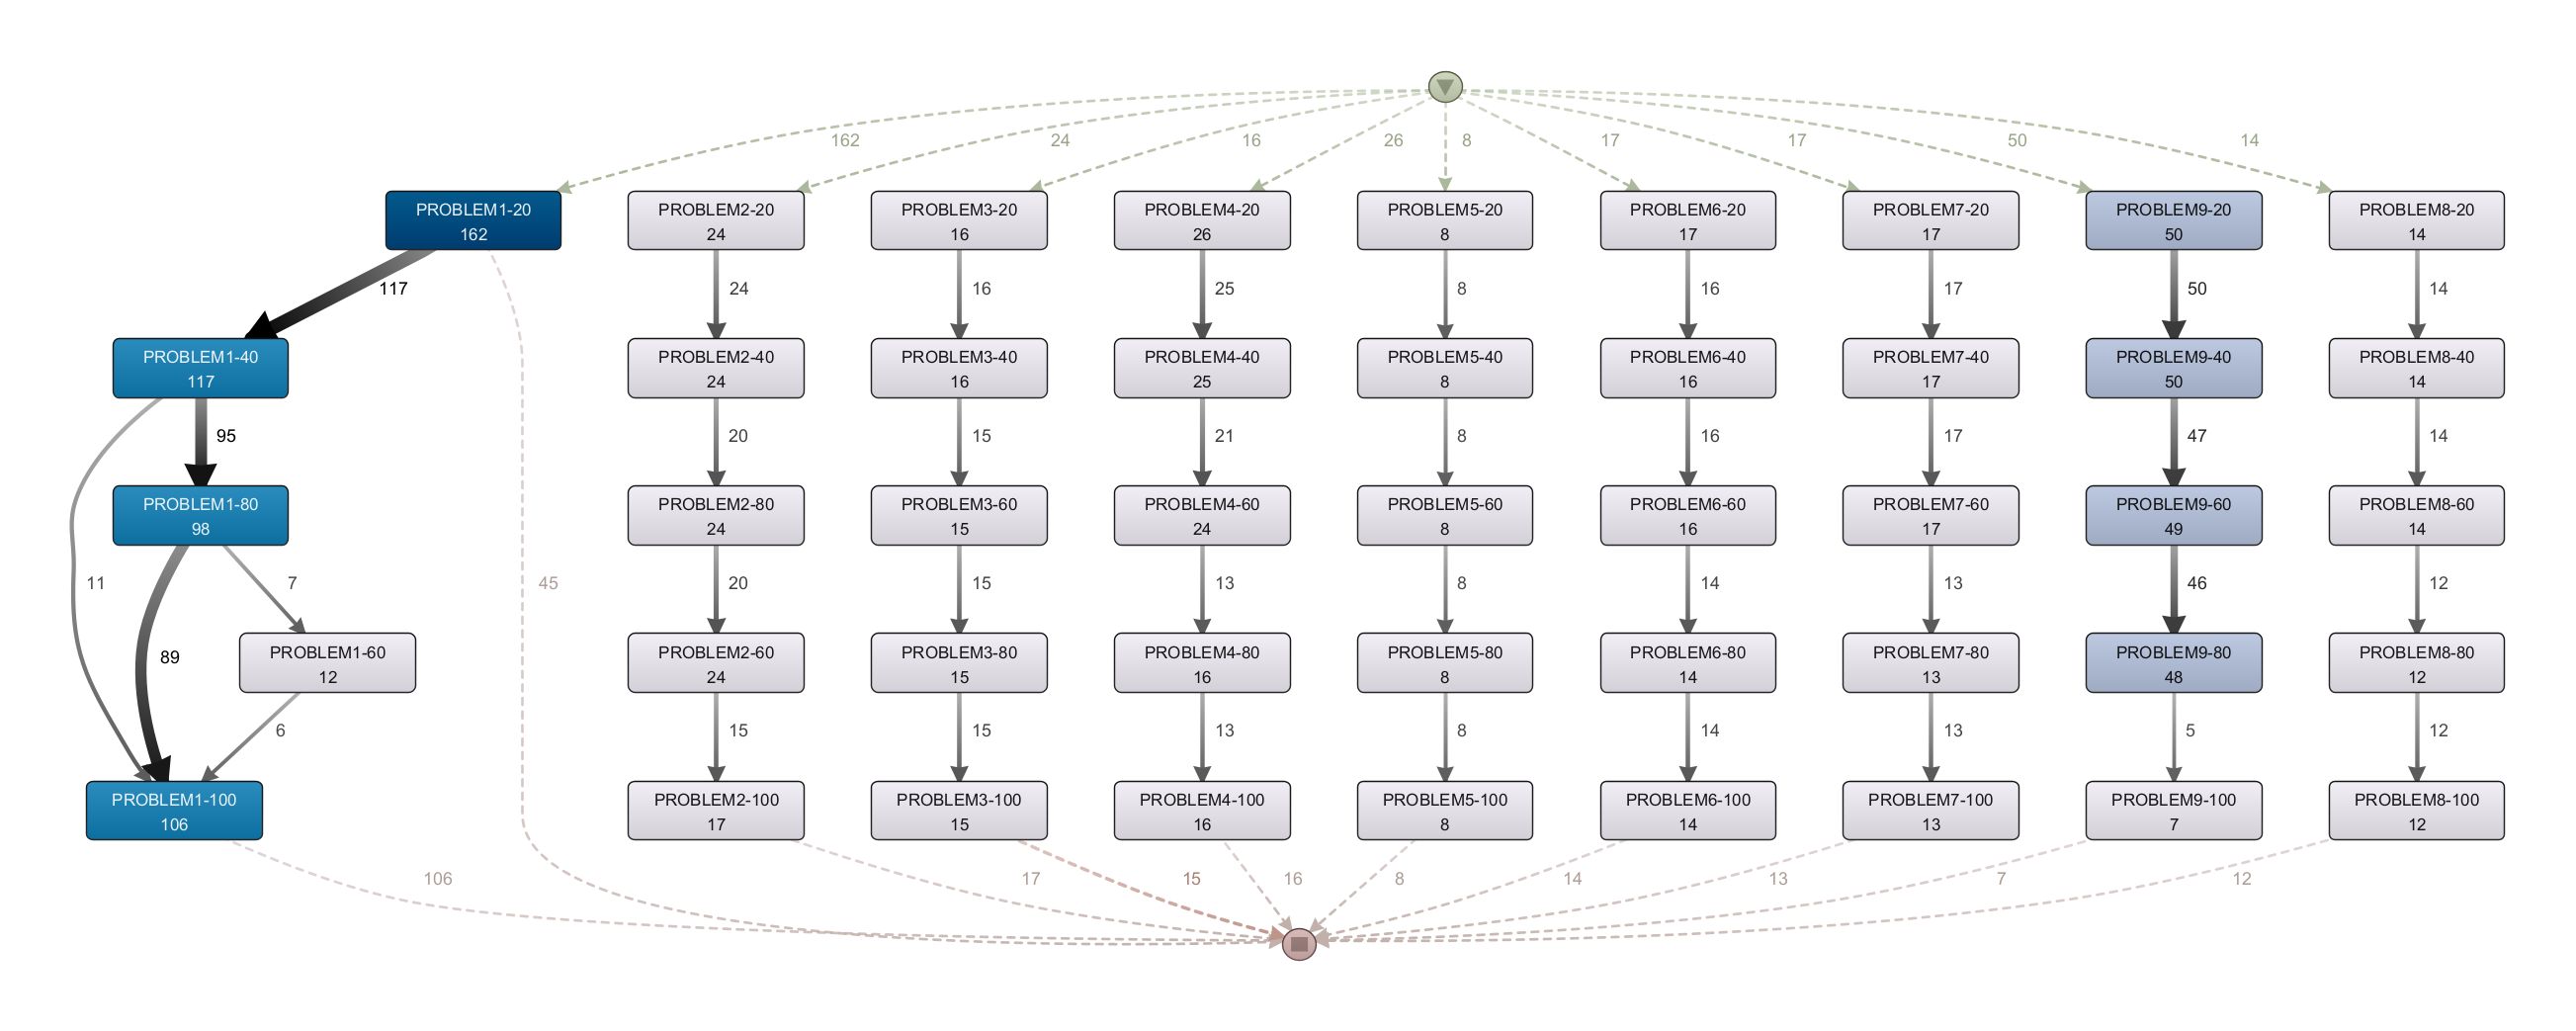 162
24
16
26
8
17
17
50
14
PROBLEM1-20
162
PROBLEM2-20
24
PROBLEM3-20
16
PROBLEM4-20
26
PROBLEM5-20
8
PROBLEM6-20
17
PROBLEM7-20
17
PROBLEM9-20
50
PROBLEM8-20
14
117
24
16
25
8
16
17
50
14
PROBLEM1-40
117
PROBLEM2-40
24
PROBLEM3-40
16
PROBLEM4-40
25
PROBLEM5-40
8
PROBLEM6-40
16
PROBLEM7-40
17
PROBLEM9-40
50
PROBLEM8-40
14
95
20
15
21
8
16
17
47
14
PROBLEM1-80
98
PROBLEM2-80
24
PROBLEM3-60
15
PROBLEM4-60
24
PROBLEM5-60
8
PROBLEM6-60
16
PROBLEM7-60
17
PROBLEM9-60
49
PROBLEM8-60
14
11
7
45
20
15
13
8
14
13
46
12
89
PROBLEM1-60
12
PROBLEM2-60
24
PROBLEM3-80
15
PROBLEM4-80
16
PROBLEM5-80
8
PROBLEM6-80
14
PROBLEM7-80
13
PROBLEM9-80
48
PROBLEM8-80
12
6
15
15
13
8
14
13
5
12
PROBLEM1-100
106
PROBLEM2-100
17
PROBLEM3-100
15
PROBLEM4-100
16
PROBLEM5-100
8
PROBLEM6-100
14
PROBLEM7-100
13
PROBLEM9-100
7
PROBLEM8-100
12
106
17
15
16
8
14
13
7
12